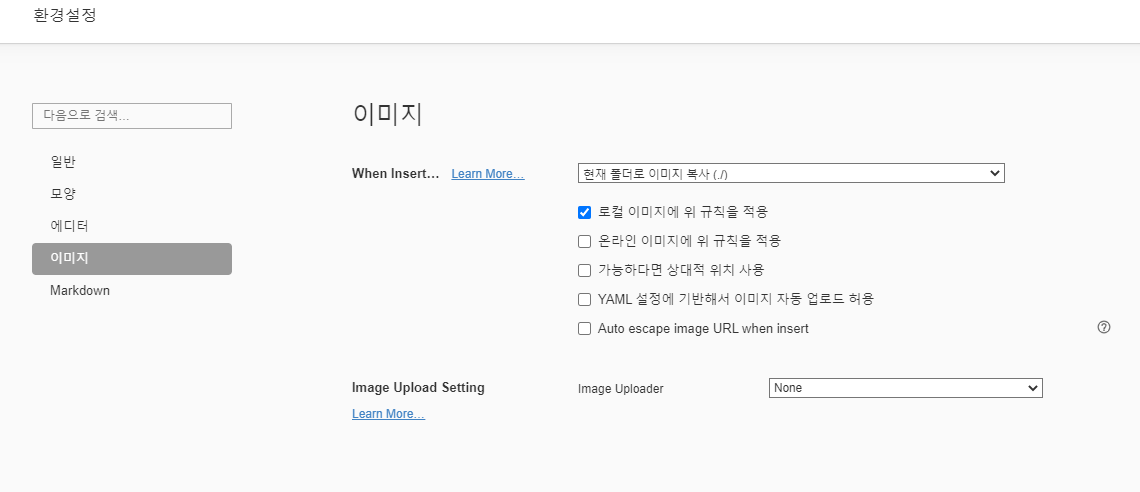 환경설정
다음으로 검색...
일반
모양
에디터
이미지
Markdown
이미지
When Insert... Learn More... 현재 폴더로 이미지 복사 (./)
로컬 이미지에 위 규칙을 적용
온라인 이미지에 위 규칙을 적용
가능하다면 상대적 위치 사용
YAML 설정에 기반해서 이미지 자동 업로드 허용
Auto escape image URL when insert
Image Upload Setting Image Uploader None
Learn More...